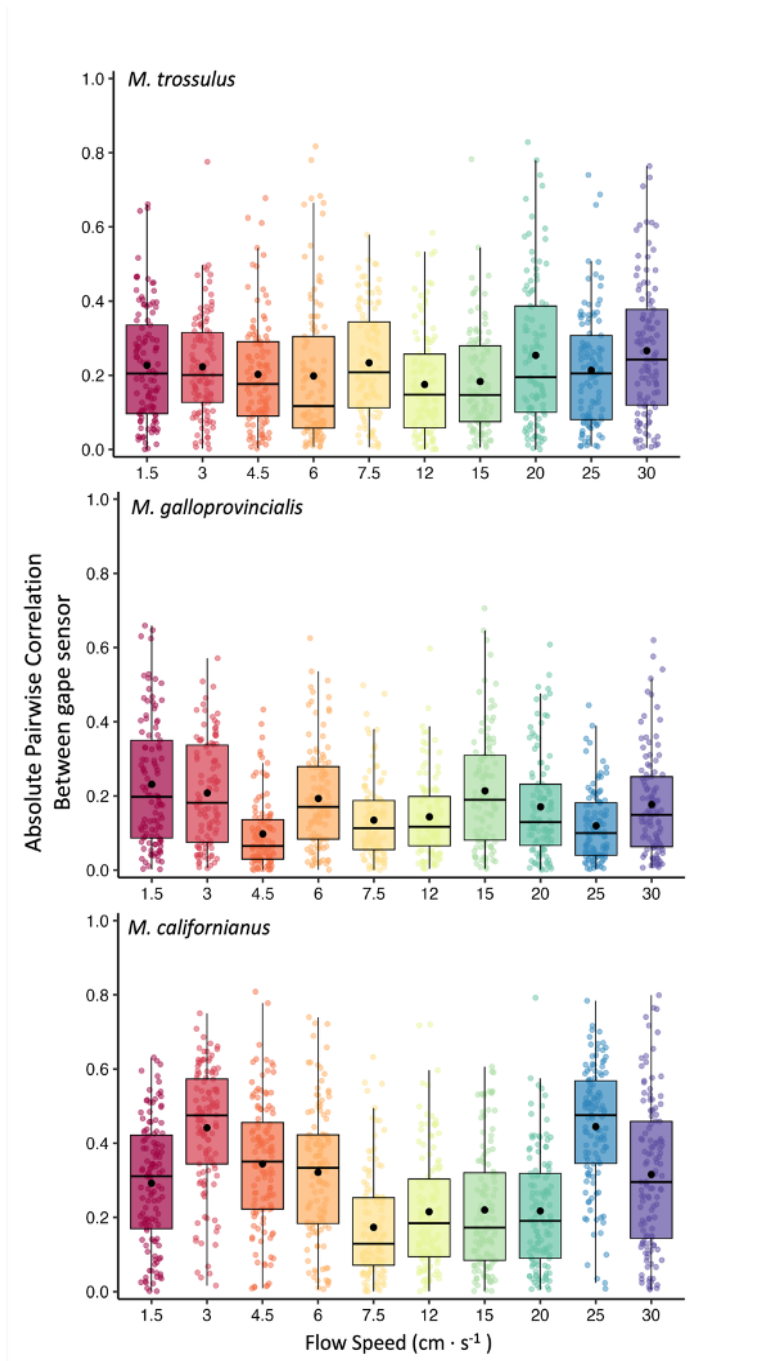 M. trossulus
1.0
0.8
0.6
0.4
0.2
0.0
1.5 3 4.5 6 7.5 12 15 20 25 30
M. galloprovincialis
1.0
0.8
0.6
0.4
0.2
0.0
1.5 3 4.5 6 7.5 12 15 20 25 30
Absolute Pairwise Correlation
Between gape sensor
M. californianus
1.0
0.8
0.6
0.4
0.2
0.0
1.5 3 4.5 6 7.5 12 15 20 25 30
Flow Speed (cm · s⁻¹ )